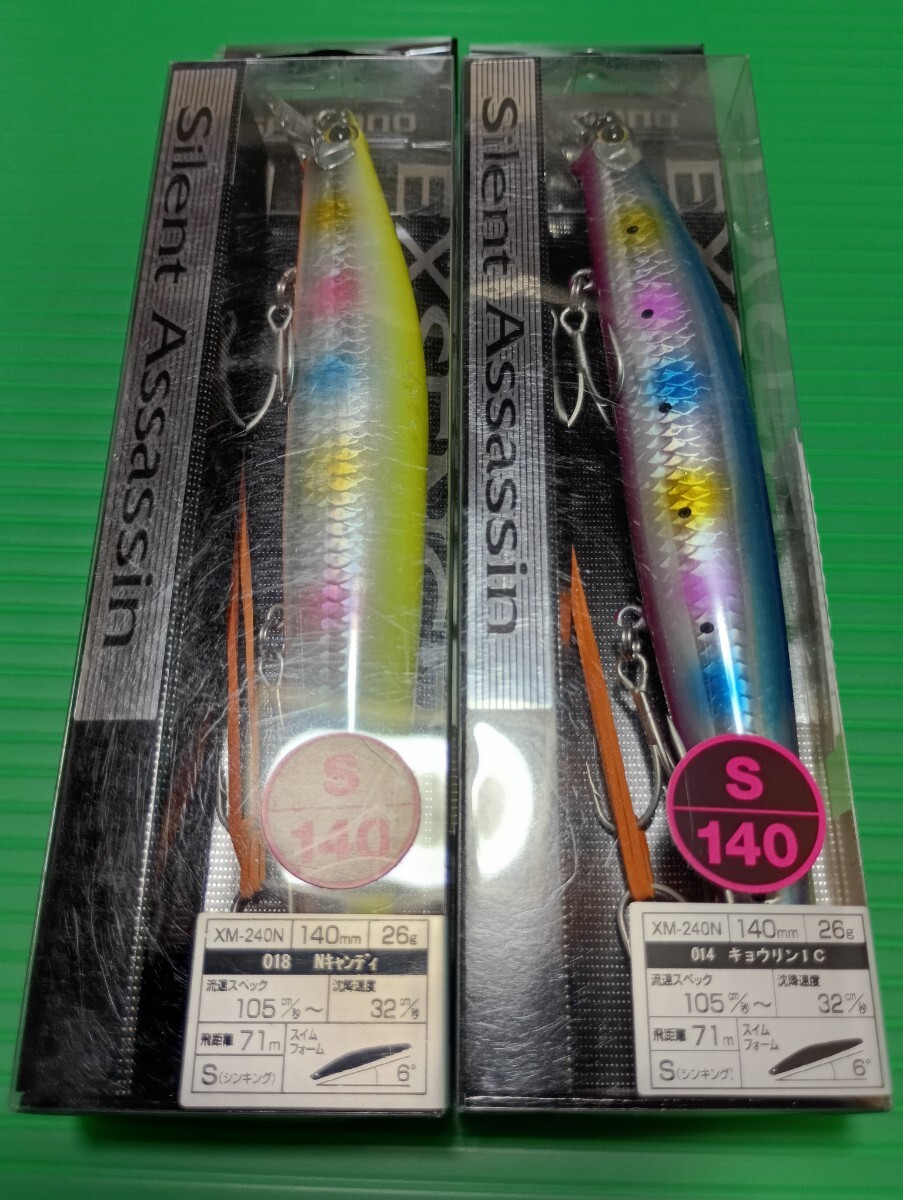 Silent Assassin
EXSENCE
S
140
XM-240N 140mm 26g
018 Nキャンディ
流速スペック 沈降速度
105cm/秒〜 32cm/秒
飛距離 71m スイムフォーム
S(シンキング) 6°
Silent Assassin
S
140
XM-240N 140mm 26g
014 キョウリンIC
流速スペック 沈降速度
105cm/秒〜 32cm/秒
飛距離 71m スイムフォーム
S(シンキング) 6°